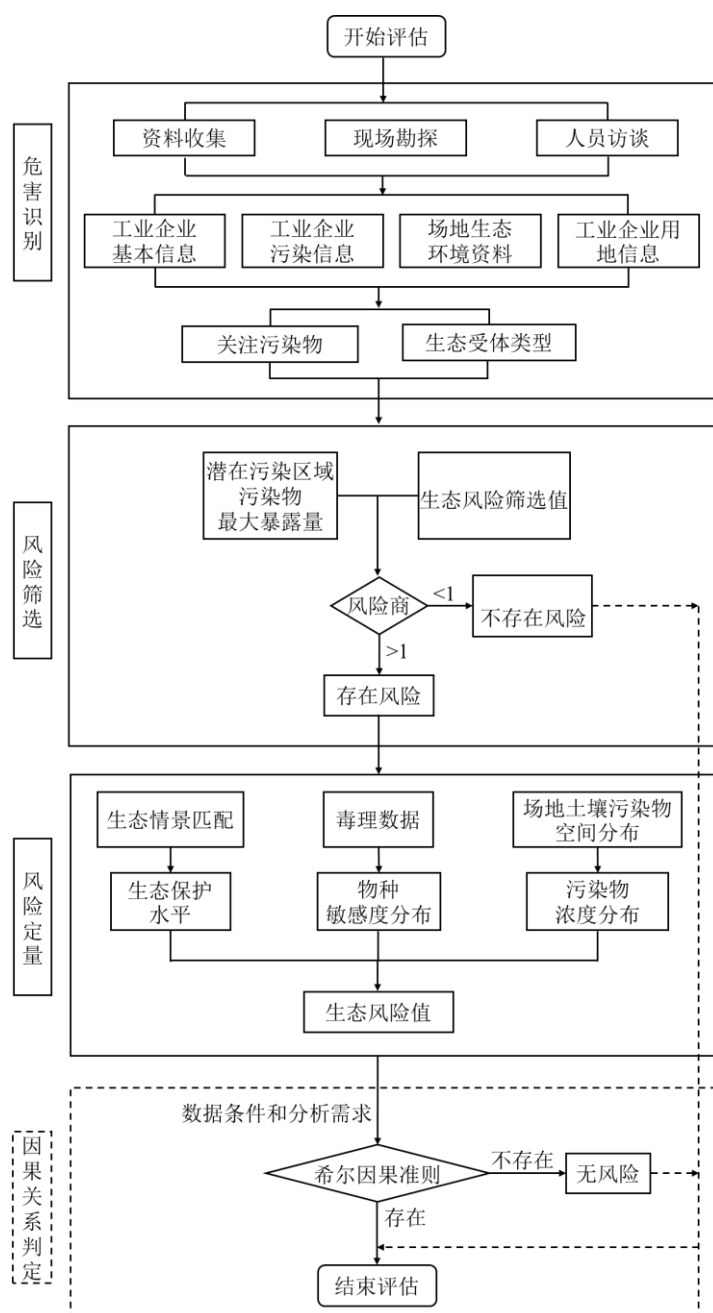 开始评估
危
害
识
别
资料收集
现场勘探
人员访谈
工业企业
基本信息
工业企业
污染信息
场地生态
环境资料
工业企业用
地信息
关注污染物
生态受体类型
风
险
筛
选
潜在污染区域
污染物
最大暴露量
生态风险筛选值
风险商
<1
不存在风险
>1
存在风险
风
险
定
量
生态情景匹配
毒理数据
场地土壤污染物
空间分布
生态保护
水平
物种
敏感度分布
污染物
浓度分布
生态风险值
因
果
关
系
判
定
数据条件和分析需求
希尔因果准则
不存在
无风险
存在
结束评估